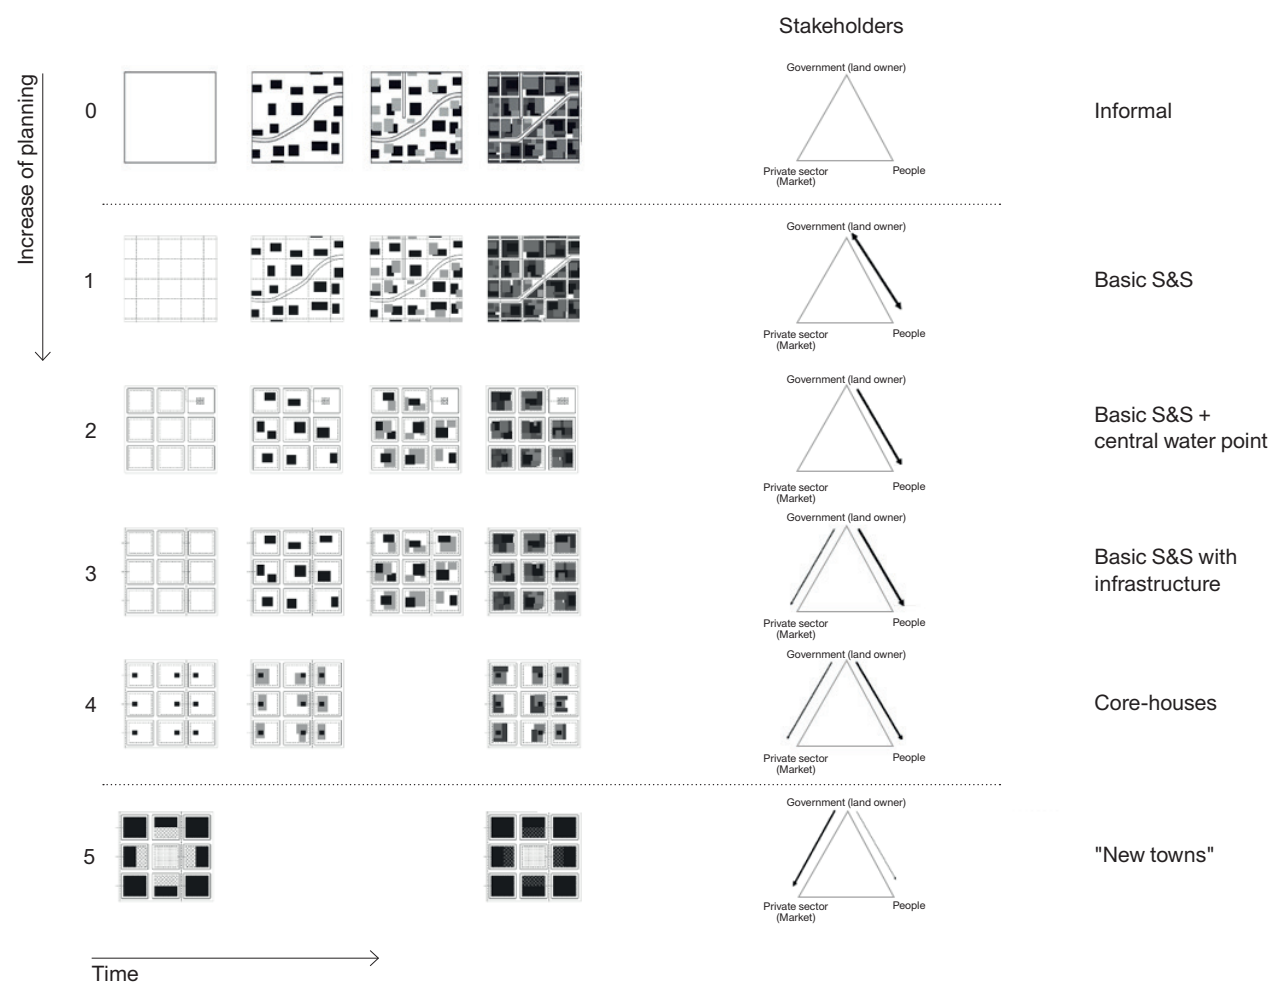 Stakeholders
Increase of planning
0
Government (land owner)
Private sector
(Market)
People
Informal
1
Government (land owner)
Private sector
(Market)
People
Basic S&S
2
Government (land owner)
Private sector
(Market)
People
Basic S&S +
central water point
3
Government (land owner)
Private sector
(Market)
People
Basic S&S with
infrastructure
4
Government (land owner)
Private sector
(Market)
People
Core-houses
5
Government (land owner)
Private sector
(Market)
People
"New towns"
Time